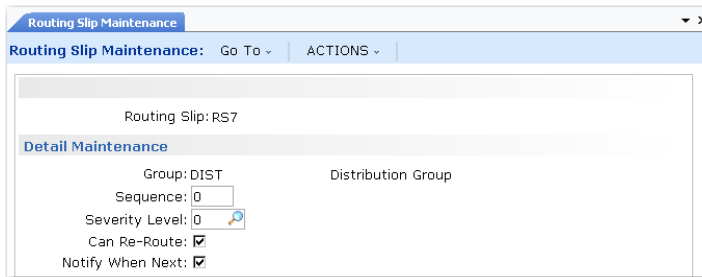 Routing Slip Maintenance
Routing Slip Maintenance: Go To ACTIONS
Routing Slip: RS7
Detail Maintenance
Group: DIST Distribution Group
Sequence: 0
Severity Level: 0
Can Re-Route:
Notify When Next: